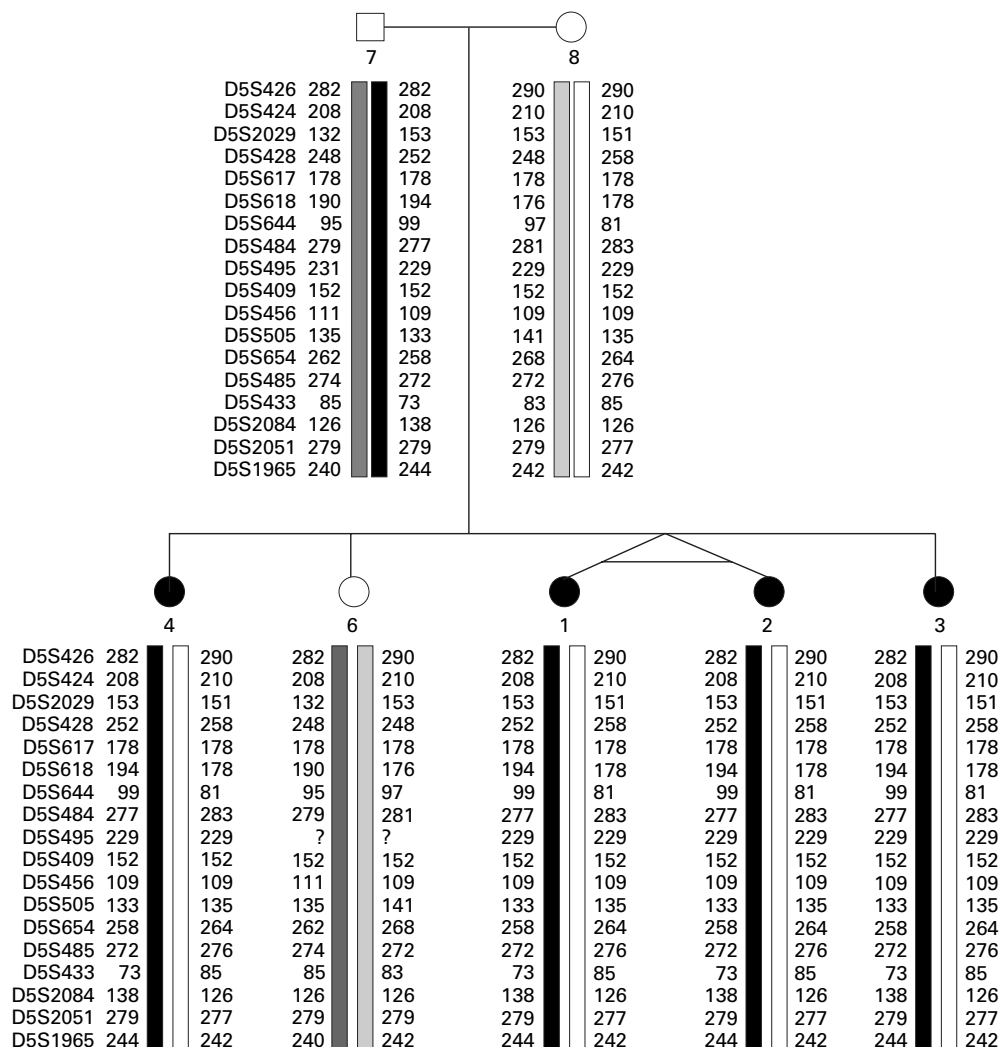 7 8
D5S426 282 282 290 290
D5S424 208 208 210 210
D5S2029 132 153 153 151
D5S428 248 252 248 258
D5S617 178 178 178 178
D5S618 190 194 176 178
D5S644 95 99 97 81
D5S484 279 277 281 283
D5S495 231 229 229 229
D5S409 152 152 152 152
D5S456 111 109 109 109
D5S505 135 133 141 135
D5S654 262 258 268 264
D5S485 274 272 272 276
D5S433 85 73 83 85
D5S2084 126 138 126 126
D5S2051 279 279 279 277
D5S1965 240 244 242 242
4 6 1 2 3
D5S426 282 290 282 290 282 290 282 290 282 290
D5S424 208 210 208 210 208 210 208 210 208 210
D5S2029 153 151 132 153 153 151 153 151 153 151
D5S428 252 258 248 248 252 258 252 258 252 258
D5S617 178 178 178 178 178 178 178 178 178 178
D5S618 194 178 190 176 194 178 194 178 194 178
D5S644 99 81 95 97 99 81 99 81 99 81
D5S484 277 283 279 281 277 283 277 283 277 283
D5S495 229 229 ? ? 229 229 229 229 229 229
D5S409 152 152 152 152 152 152 152 152 152 152
D5S456 109 109 111 109 109 109 109 109 109 109
D5S505 133 135 135 141 133 135 133 135 133 135
D5S654 258 264 262 268 258 264 258 264 258 264
D5S485 272 276 274 272 272 276 272 276 272 276
D5S433 73 85 85 83 73 85 73 85 73 85
D5S2084 138 126 126 126 138 126 138 126 138 126
D5S2051 279 277 279 279 279 277 279 277 279 277
D5S1965 244 242 240 242 244 242 244 242 244 242